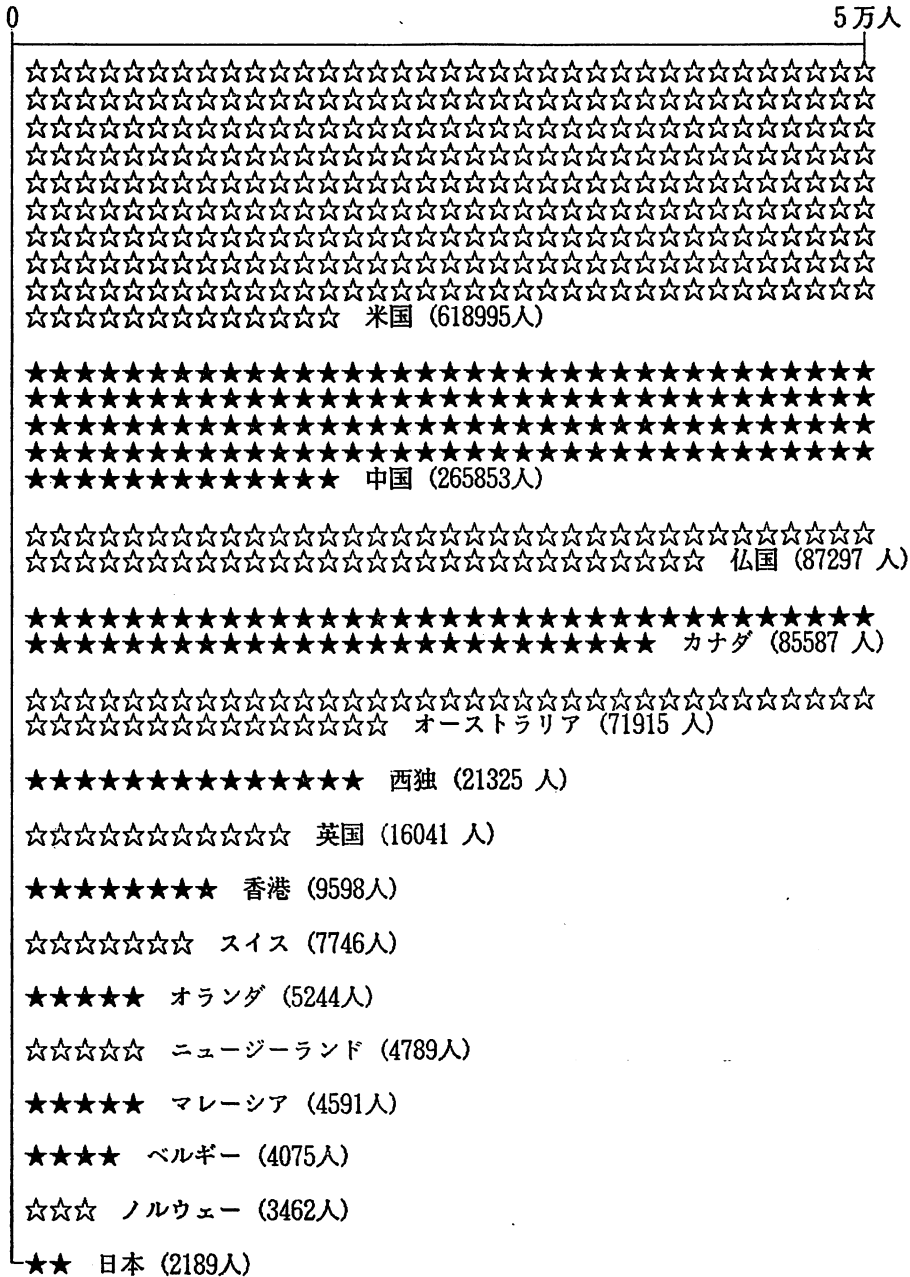 0 5万人
米国 (618995人)
中国 (265853人)
仏国 (87297 人)
カナダ (85587 人)
オーストラリア (71915 人)
西独 (21325 人)
英国 (16041 人)
香港 (9598人)
スイス (7746人)
オランダ (5244人)
ニュージーランド (4789人)
マレーシア (4591人)
ベルギー (4075人)
ノルウェー (3462人)
日本 (2189人)